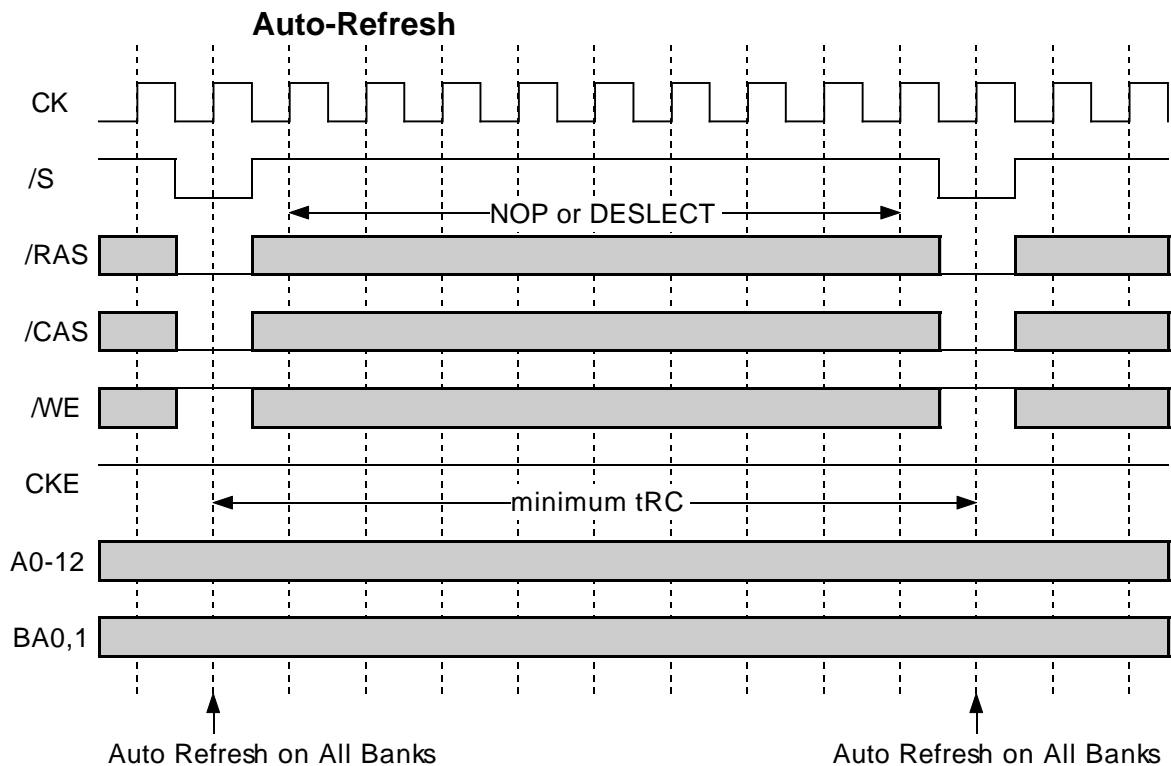 Auto-Refresh
CK
/S
NOP or DESLECT
/RAS
/CAS
/WE
CKE
minimum tRC
A0-12
BA0,1
Auto Refresh on All Banks
Auto Refresh on All Banks